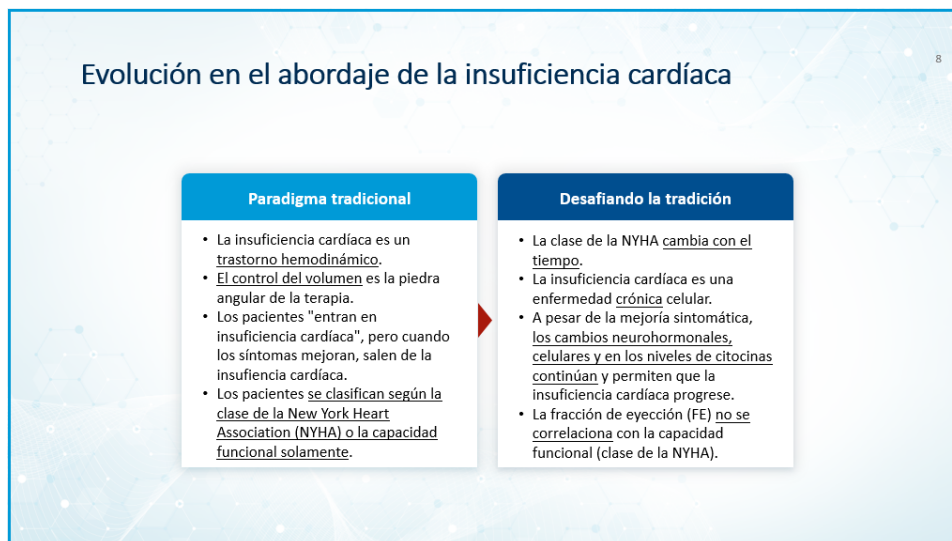 Evolución en el abordaje de la insuficiencia cardíaca
8
Paradigma tradicional
• La insuficiencia cardíaca es un
trastorno hemodinámico.
• El control del volumen es la piedra
angular de la terapia.
• Los pacientes "entran en
insuficiencia cardíaca", pero cuando
los síntomas mejoran, salen de la
insufiencia cardíaca.
• Los pacientes se clasifican según la
clase de la New York Heart
Association (NYHA) o la capacidad
funcional solamente.
Desafiando la tradición
• La clase de la NYHA cambia con el
tiempo.
• La insuficiencia cardíaca es una
enfermedad crónica celular.
• A pesar de la mejoría sintomática,
los cambios neurohormonales,
celulares y en los niveles de citocinas
continúan y permiten que la
insuficiencia cardíaca progrese.
• La fracción de eyección (FE) no se
correlaciona con la capacidad
funcional (clase de la NYHA).